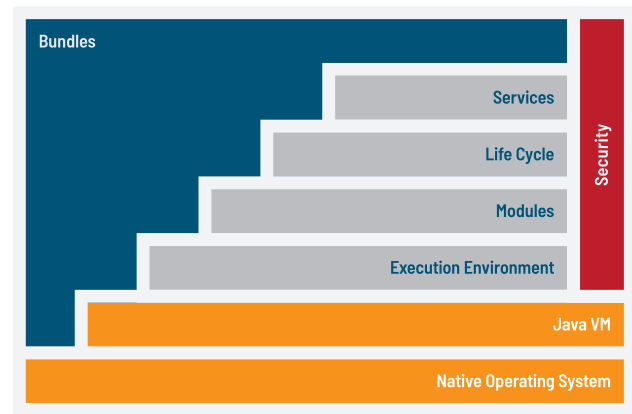 Bundles
Services
Life Cycle
Modules
Execution Environment
Security
Java VM
Native Operating System